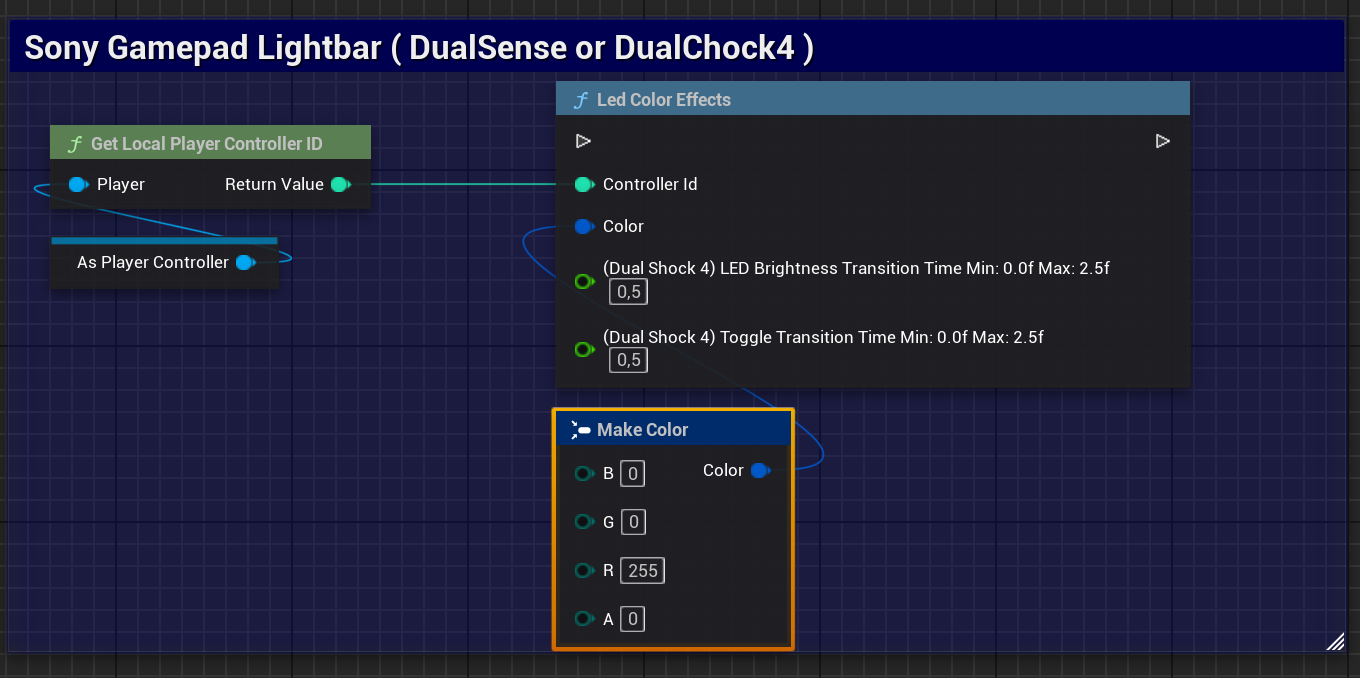 Sony Gamepad Lightbar ( DualSense or DualChock4 )
Get Local Player Controller ID
Player
Return Value
As Player Controller
Led Color Effects
Controller Id
Color
(Dual Shock 4) LED Brightness Transition Time Min: 0.0f Max: 2.5f
0,5
(Dual Shock 4) Toggle Transition Time Min: 0.0f Max: 2.5f
0,5
Make Color
B 0
Color
G 0
R 255
A 0